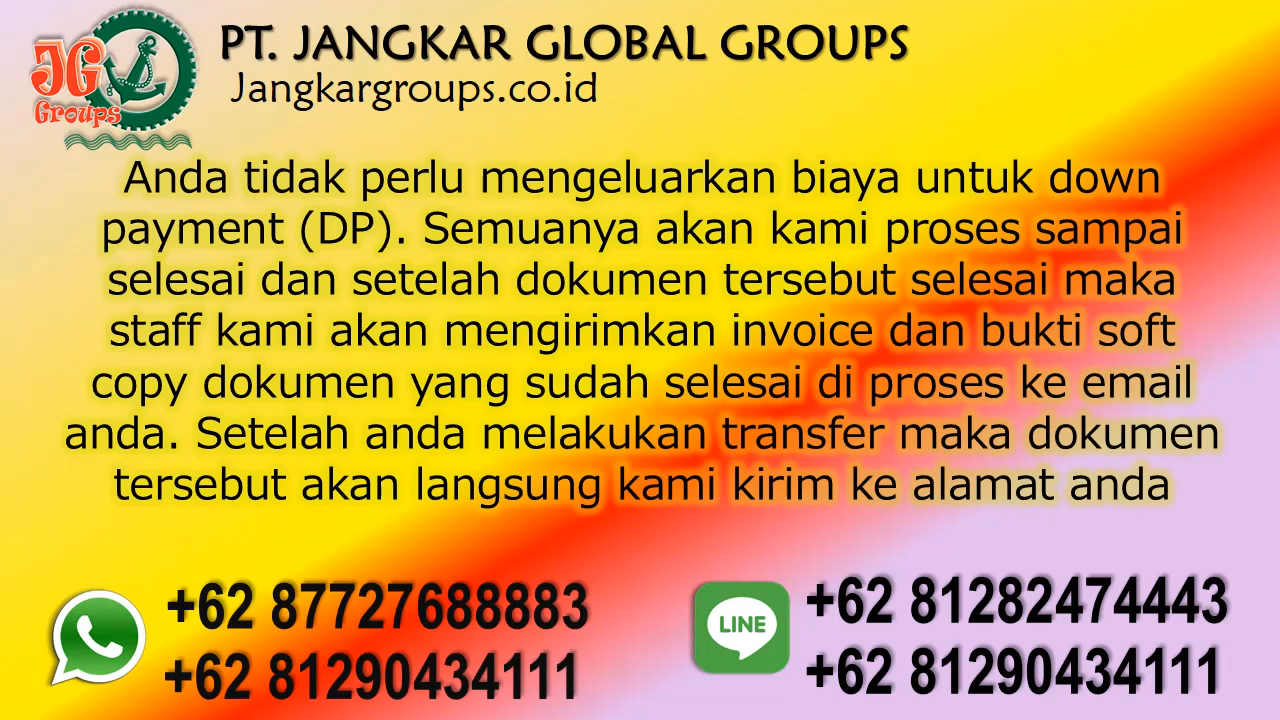 JG
Groups
PT. JANGKAR GLOBAL GROUPS
Jangkargroups.co.id
Anda tidak perlu mengeluarkan biaya untuk down
payment (DP). Semuanya akan kami proses sampai
selesai dan setelah dokumen tersebut selesai maka
staff kami akan mengirimkan invoice dan bukti soft
copy dokumen yang sudah selesai di proses ke email
anda. Setelah anda melakukan transfer maka dokumen
tersebut akan langsung kami kirim ke alamat anda
+62 87727688883
+62 81290434111
LINE
+62 81282474443
+62 81290434111